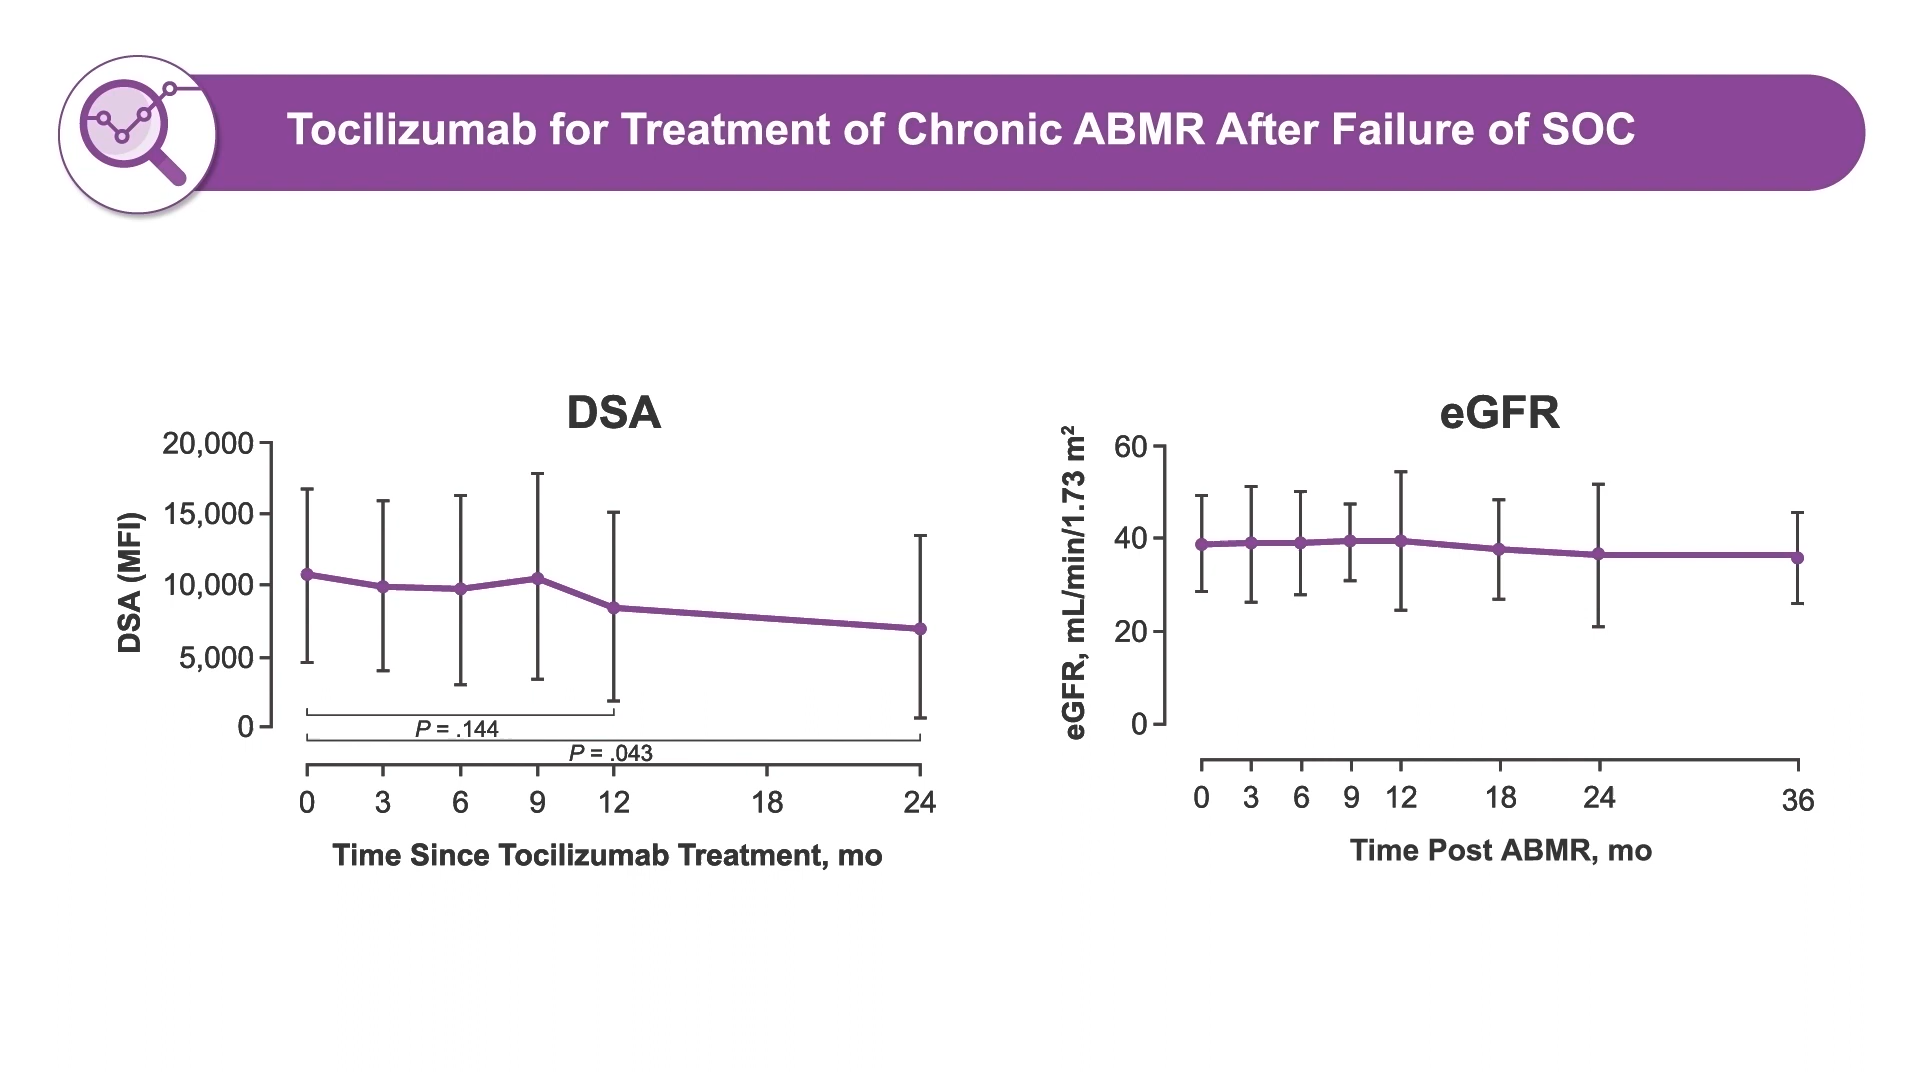 Tocilizumab for Treatment of Chronic ABMR After Failure of SOC
DSA
DSA (MFI)
20,000
15,000
10,000
5,000
0
P = .144
P = .043
0 3 6 9 12 18 24
Time Since Tocilizumab Treatment, mo
eGFR
eGFR, mL/min/1.73 m²
60
40
20
0
0 3 6 9 12 18 24 36
Time Post ABMR, mo